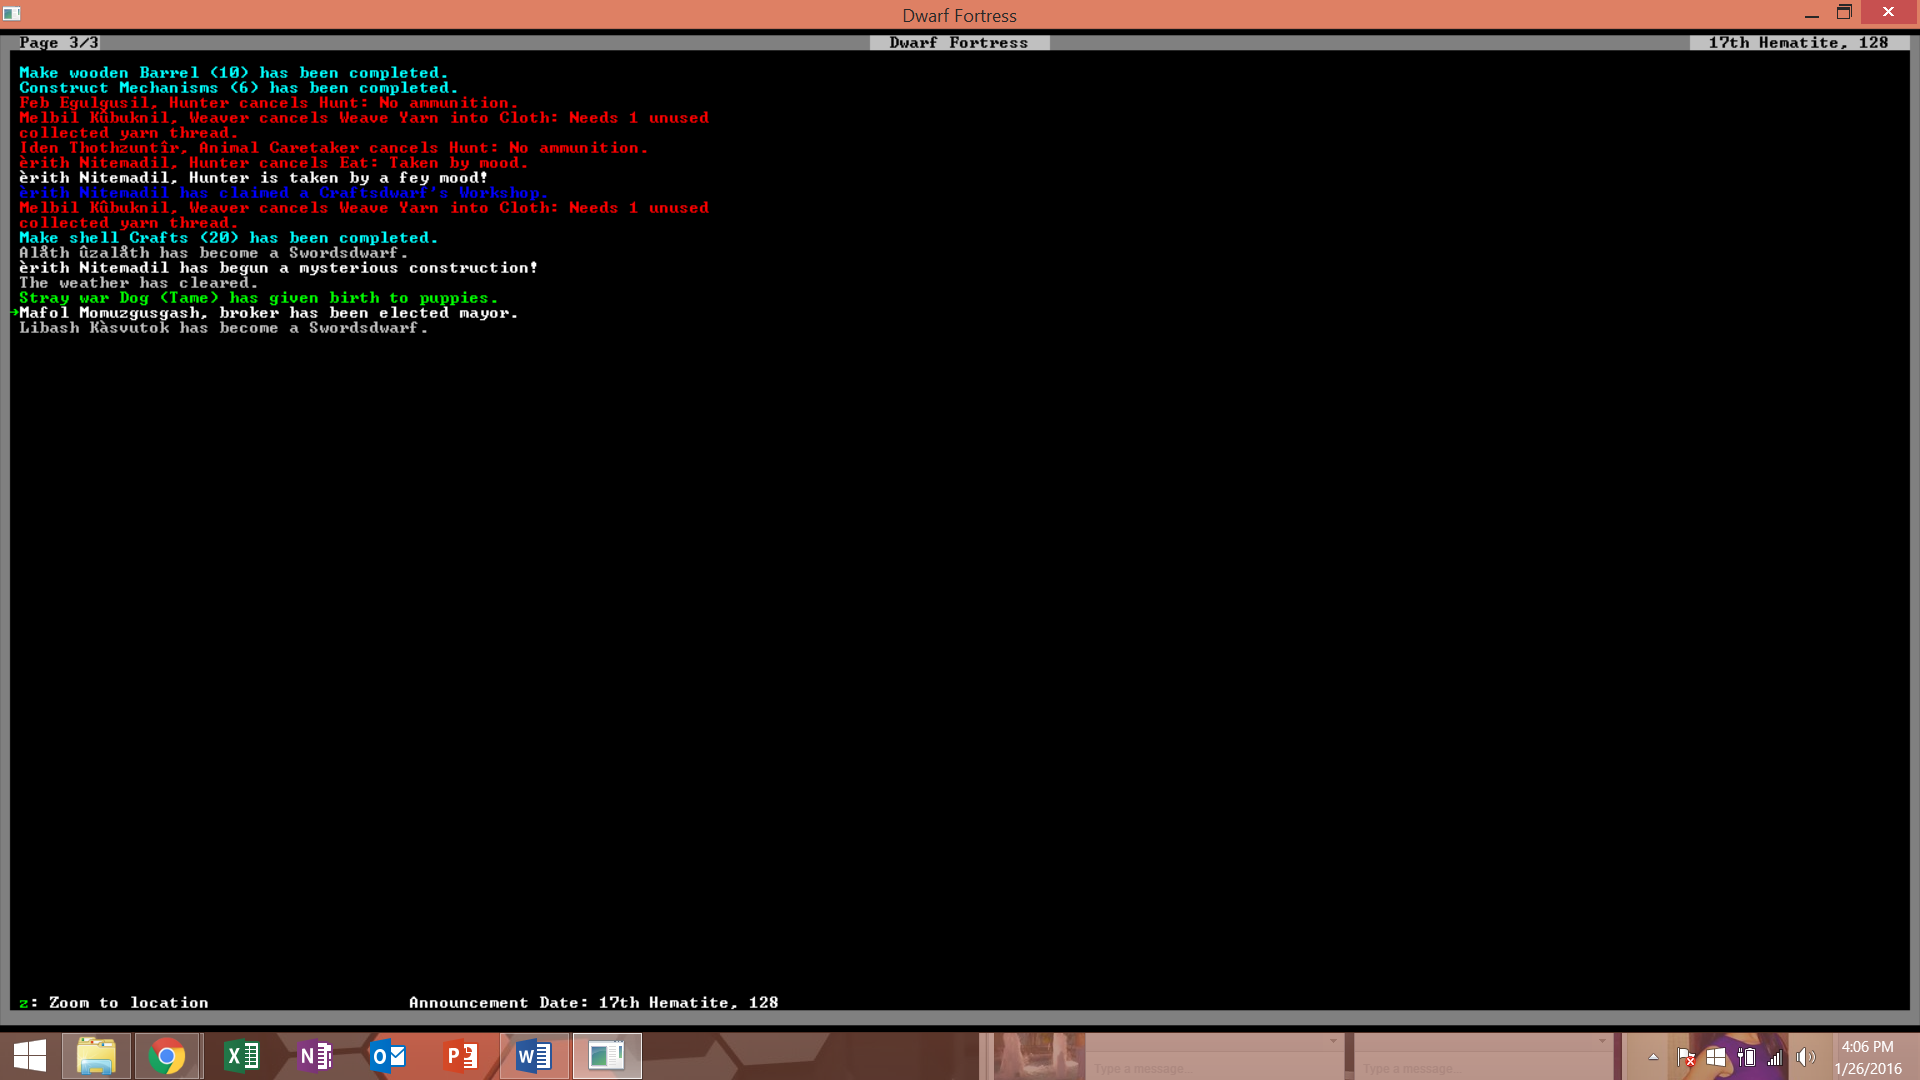 Dwarf Fortress
Page 3/3
Dwarf Fortress
17th Hematite, 128
Make wooden Barrel (10) has been completed.
Construct Mechanisms (6) has been completed.
Feb Egulgusil, Hunter cancels Hunt: No ammunition.
Melbil Kûbuknil, Weaver cancels Weave Yarn into Cloth: Needs 1 unused
collected yarn thread.
Iden Thothzuntîr, Animal Caretaker cancels Hunt: No ammunition.
èrith Nitemadil, Hunter cancels Eat: Taken by mood.
èrith Nitemadil, Hunter is taken by a fey mood!
èrith Nitemadil has claimed a Craftsdwarf's Workshop.
Melbil Kûbuknil, Weaver cancels Weave Yarn into Cloth: Needs 1 unused
collected yarn thread.
Make shell Crafts (20) has been completed.
Alåth ûzalåth has become a Swordsdwarf.
èrith Nitemadil has begun a mysterious construction!
The weather has cleared.
Stray war Dog (Tame) has given birth to puppies.
→Mafol Momuzgusgash, broker has been elected mayor.
Libash Kàsvutok has become a Swordsdwarf.
z: Zoom to location
Announcement Date: 17th Hematite, 128
Type a message...
Type a message...
4:06 PM
1/26/2016